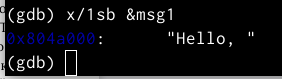 (gdb) x/1sb &msg1
0x804a000:	"Hello, "
(gdb)